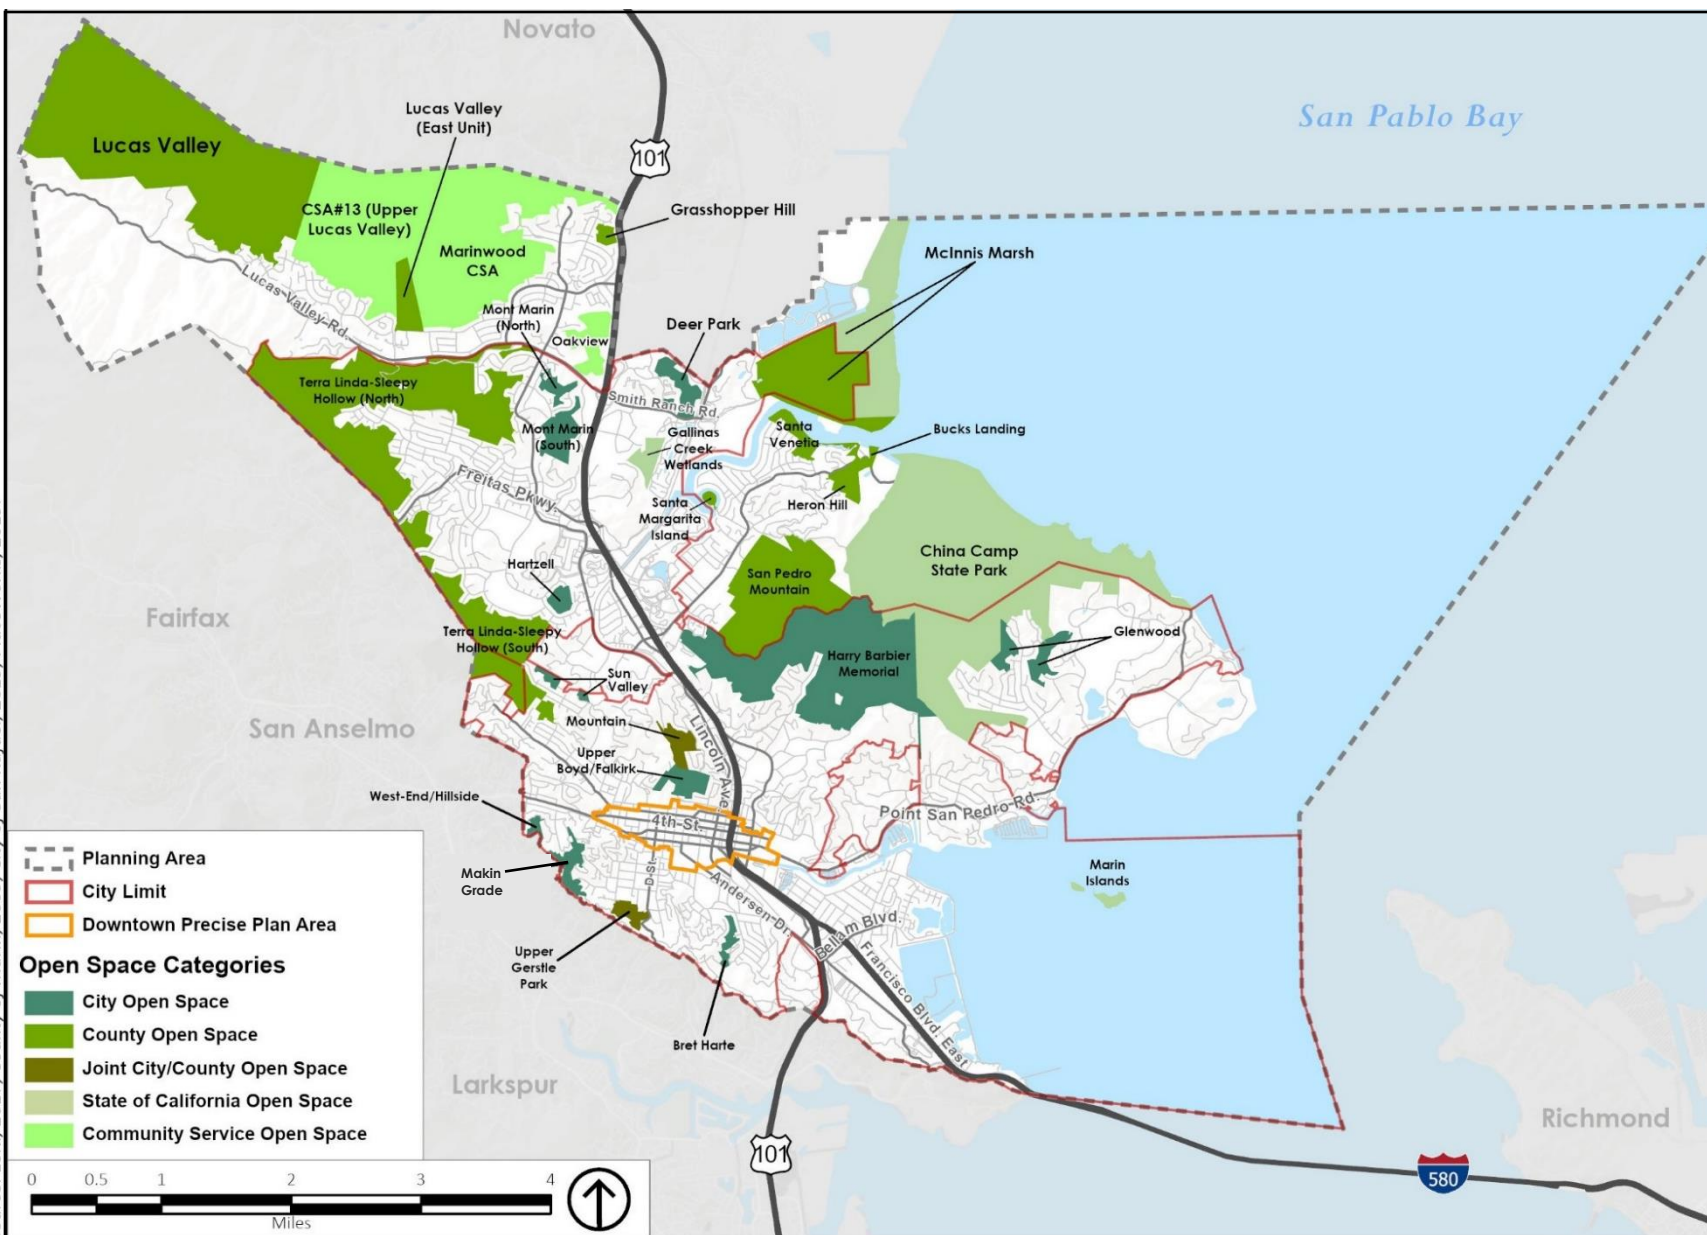 Novato
San Pablo Bay
Lucas Valley
(East Unit)
Lucas Valley
101
CSA#13 (Upper
Lucas Valley)
Grasshopper Hill
Marinwood
CSA
McInnis Marsh
Lucas Valley Rd.
Mont Marin
(North)
Oakview
Deer Park
Terra Linda-Sleepy
Hollow (North)
Smith Ranch Rd.
Mont Marin
(South)
Gallinas
Creek
Wetlands
Santa
Venetia
Bucks Landing
Freitas Pkwy.
Santa
Margarita
Island
Heron Hill
China Camp
State Park
Hartzell
San Pedro
Mountain
Fairfax
Terra Linda-Sleepy
Hollow (South)
Glenwood
Harry Barbier
Memorial
Sun
Valley
San Anselmo
Mountain
Lincoln Ave.
Upper
Boyd/Falkirk
West-End/Hillside
4th St.
Point San Pedro Rd.
Marin
Islands
Makin
Grade
D St.
Andersen Dr.
Bellam Blvd.
Francisco Blvd. East
Upper
Gerstle
Park
Bret Harte
Larkspur
Richmond
101
580
Planning Area
City Limit
Downtown Precise Plan Area
Open Space Categories
City Open Space
County Open Space
Joint City/County Open Space
State of California Open Space
Community Service Open Space
0 0.5 1 2 3 4
Miles